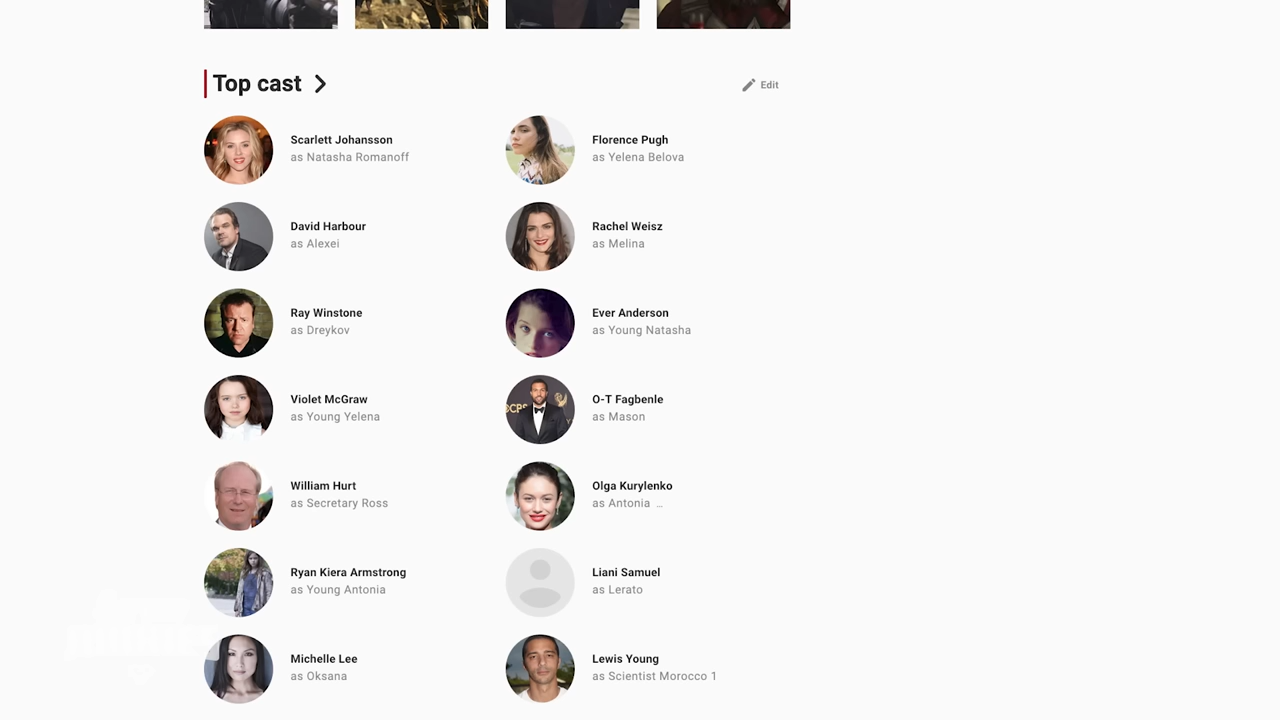 Top cast
Edit
Scarlett Johansson
as Natasha Romanoff
Florence Pugh
as Yelena Belova
David Harbour
as Alexei
Rachel Weisz
as Melina
Ray Winstone
as Dreykov
Ever Anderson
as Young Natasha
Violet McGraw
as Young Yelena
O-T Fagbenle
as Mason
William Hurt
as Secretary Ross
Olga Kurylenko
as Antonia ...
Ryan Kiera Armstrong
as Young Antonia
Liani Samuel
as Lerato
Michelle Lee
as Oksana
Lewis Young
as Scientist Morocco 1